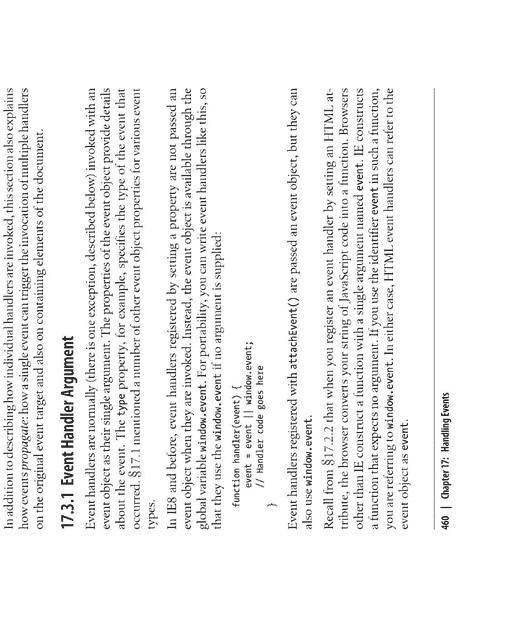 In addition to describing how individual handlers are invoked, this section also explains
how events propagate: how a single event can trigger the invocation of multiple handlers
on the original event target and also on containing elements of the document.
17.3.1 Event Handler Argument
Event handlers are normally (there is one exception, described below) invoked with an
event object as their single argument. The properties of the event object provide details
about the event. The type property, for example, specifies the type of the event that
occurred. §17.1 mentioned a number of other event object properties for various event
types.
In IE8 and before, event handlers registered by setting a property are not passed an
event object when they are invoked. Instead, the event object is available through the
global variable window.event. For portability, you can write event handlers like this, so
that they use the window.event if no argument is supplied:
function handler(event) {
event = event || window.event;
// Handler code goes here
}
Event handlers registered with attachEvent() are passed an event object, but they can
also use window.event.
Recall from §17.2.2 that when you register an event handler by setting an HTML at-
tribute, the browser converts your string of JavaScript code into a function. Browsers
other than IE construct a function with a single argument named event. IE constructs
a function that expects no argument. If you use the identifier event in such a function,
you are referring to window.event. In either case, HTML event handlers can refer to the
event object as event.
460 | Chapter 17: Handling Events